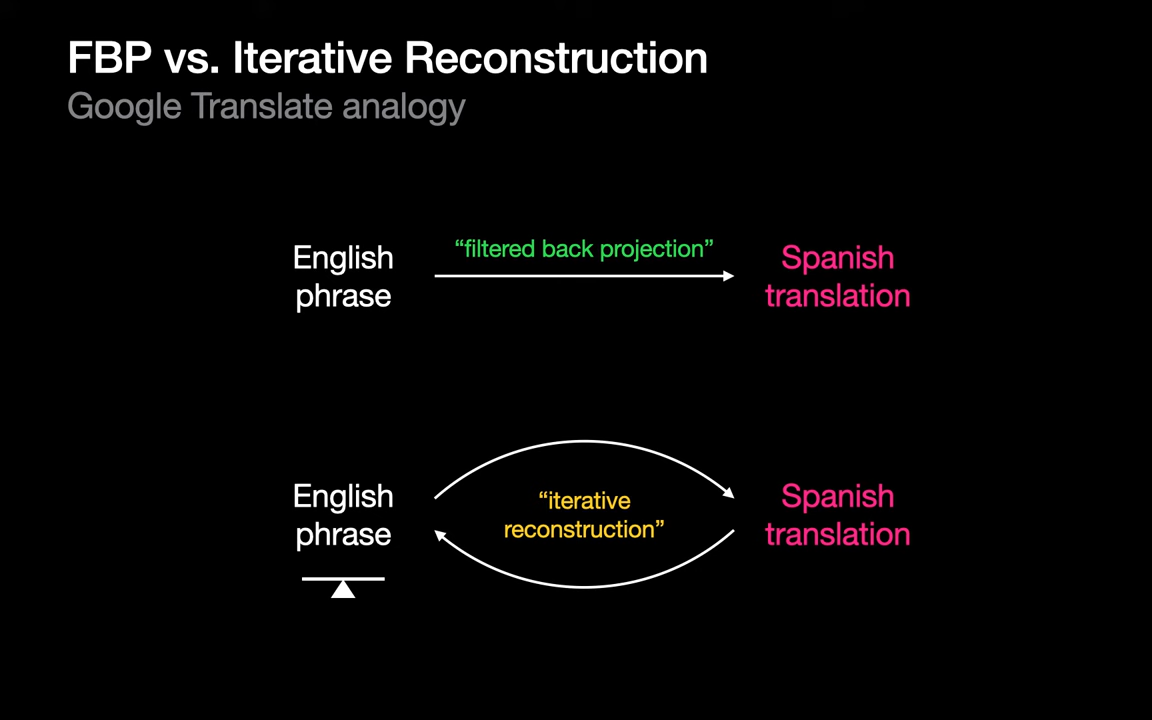 FBP vs. Iterative Reconstruction
Google Translate analogy
English
phrase
“filtered back projection”
Spanish
translation
English
phrase
“iterative
reconstruction”
Spanish
translation